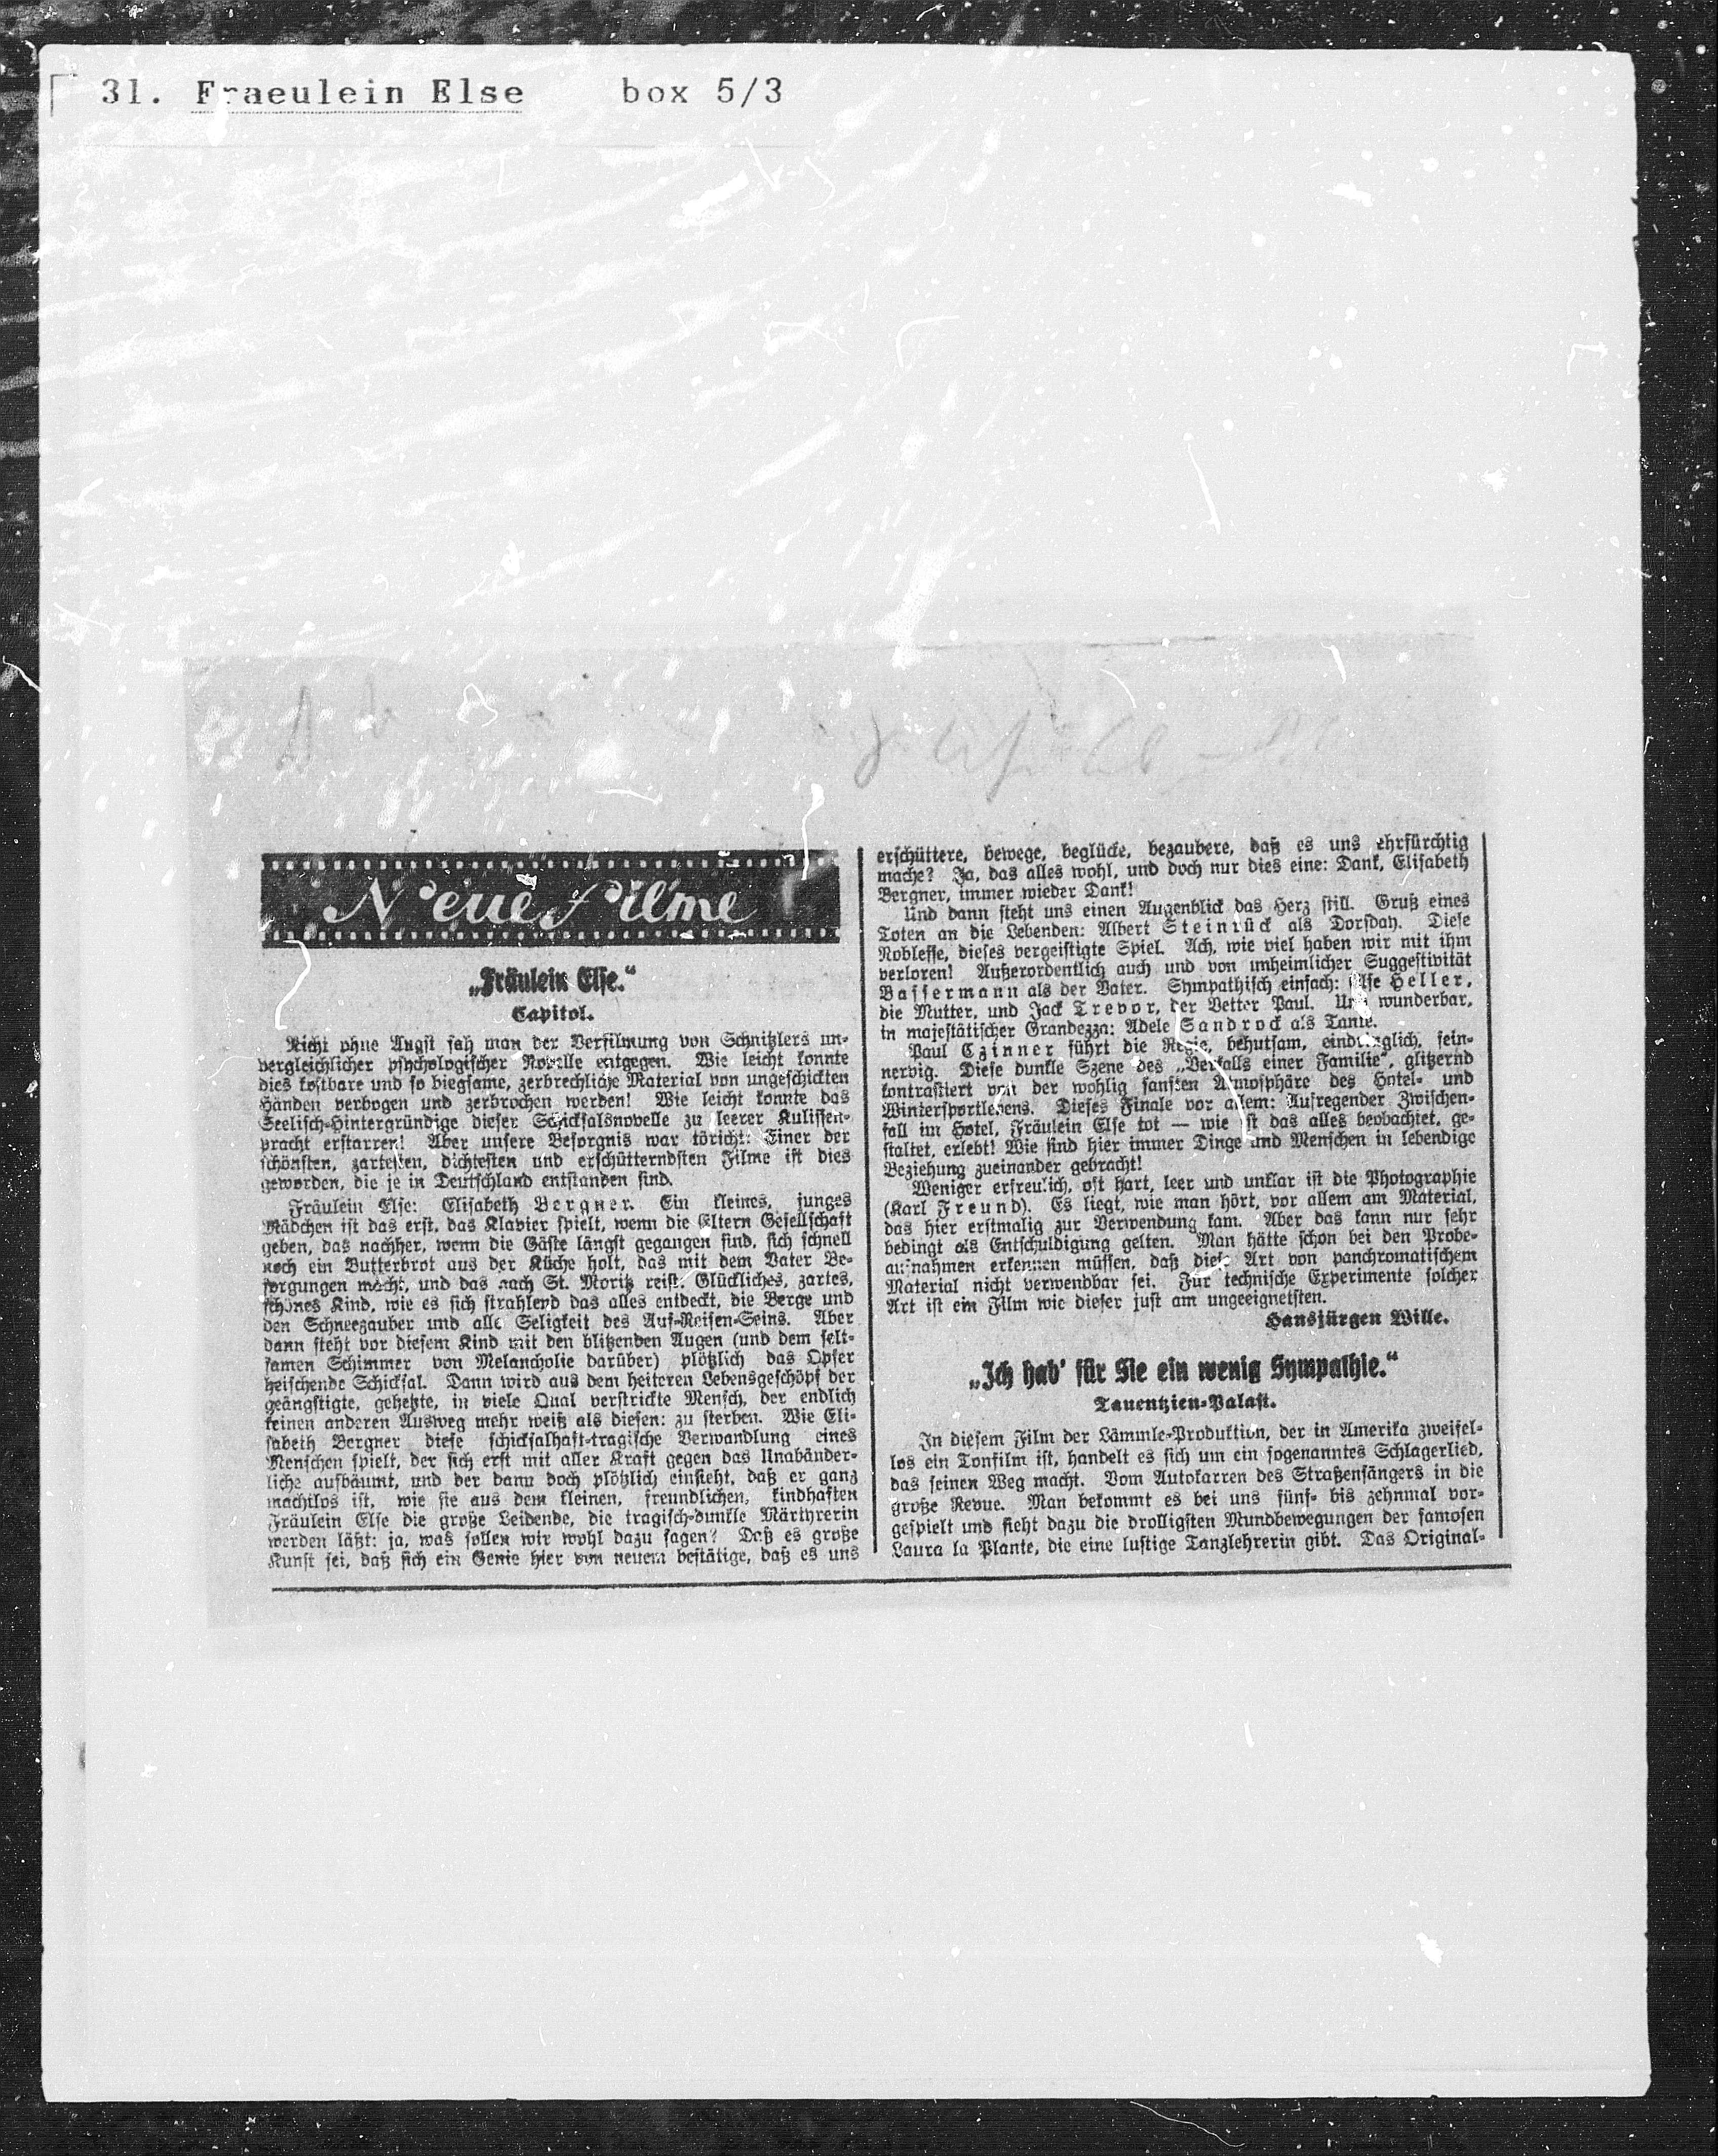 31. Fraeulein Else box 5/3
Neue Filme
„Fräulein Else.“
Capitol.
Nicht ohne Angst sah man der Verfilmung von Schnitzlers un-
vergleichlicher psychologischer Novelle entgegen. Wie leicht konnte
dies kostbare und so biegsame, zerbrechliche Material von ungeschickten
Händen verbogen und zerbrochen werden! Wie leicht konnte das
Seelisch-Hintergründige dieser Schicksalsnovelle zu leerer Kulissen-
pracht erstarren! Aber unsere Besorgnis war töricht: Einer der
schönsten, zartesten, dichtesten und erschütterndsten Filme ist dies
geworden, die je in Deutschland entstanden sind.
Fräulein Else: Elisabeth Bergner. Ein kleines, junges
Mädchen ist das erst, das Klavier spielt, wenn die Eltern Gesellschaft
geben, das nachher, wenn die Gäste längst gegangen sind, sich schnell
noch ein Butterbrot aus der Küche holt, das mit dem Vater Be-
sorgungen macht, und das nach St. Moritz reist. Glückliches, zartes,
schönes Kind, wie es sich strahlend das alles entdeckt, die Berge und
den Schneezauber und alle Seligkeit des Auf-Reisen-Seins. Aber
dann steht vor diesem Kind mit den blitzenden Augen (und dem selt-
samen Schimmer von Melancholie darüber) plötzlich das Opfer
heischende Schicksal. Dann wird aus dem heiteren Lebensgeschöpf der
geängstigte, gehetzte, in viele Qual verstrickte Mensch, der endlich
keinen anderen Ausweg mehr weiß als diesen: zu sterben. Wie Eli-
sabeth Bergner diese schicksalhaft-tragische Verwandlung eines
Menschen spielt, der sich erst mit aller Kraft gegen das Unabänder-
liche aufbäumt, und der dann doch plötzlich einsieht, daß er ganz
machtlos ist, wie sie aus dem kleinen, freundlichen, kindhaften
Fräulein Else die große Leidende, die tragisch-dunkle Märtyrerin
werden läßt: ja, was sollen wir wohl dazu sagen? Daß es große
Kunst sei, daß sich ein Genie hier von neuem bestätige, daß es uns
erschüttere, bewege, beglücke, bezaubere, daß es uns ehrfürchtig
mache? Ja, das alles wohl, und doch nur dies eine: Dank, Elisabeth
Bergner, immer wieder Dank!
Und dann steht uns einen Augenblick das Herz still. Gruß eines
Toten an die Lebenden: Albert Steinrück als Dorsday. Diese
Noblesse, dieses vergeistigte Spiel. Ach, wie viel haben wir mit ihm
verloren! Außerordentlich auch und von unheimlicher Suggestivität
Bassermann als der Vater. Sympathisch einfach: Else Heller,
die Mutter, und Jack Trevor, der Vetter Paul. Und wunderbar,
in majestätischer Grandezza: Adele Sandrock als Tante.
Paul Czinner führt die Regie, behutsam, eindringlich, fein-
nervig. Diese dunkle Szene des „Verfalls einer Familie“, glitzernd
kontrastiert von der wohlig sanften Atmosphäre des Hotel- und
Wintersportlebens. Dieses Finale vor allem: Aufregender Zwischen-
fall im Hotel, Fräulein Else tot — wie ist das alles beobachtet, ge-
staltet, erlebt! Wie sind hier immer Dinge und Menschen in lebendige
Beziehung zueinander gebracht!
Weniger erfreulich, oft hart, leer und unklar ist die Photographie
(Karl Freund). Es liegt, wie man hört, vor allem am Material,
das hier erstmalig zur Verwendung kam. Aber das kann nur sehr
bedingt als Entschuldigung gelten. Man hätte schon bei den Probe-
aufnahmen erkennen müssen, daß diese Art von panchromatischem
Material nicht verwendbar sei. Für technische Experimente solcher
Art ist ein Film wie dieser just am ungeeignetsten.
Hansjürgen Wille.
„Ich hab' für Sie ein wenig Sympathie.“
Tauentzien-Palast.
In diesem Film der Lämmle-Produktion, der in Amerika zweifel-
los ein Tonfilm ist, handelt es sich um ein sogenanntes Schlagerlied,
das seinen Weg macht. Vom Autokarren des Straßensängers in die
große Revue. Man bekommt es bei uns fünf- bis zehnmal vor-
gespielt und sieht dazu die drolligsten Mundbewegungen der famosen
Laura la Plante, die eine lustige Tanzlehrerin gibt. Das Original-